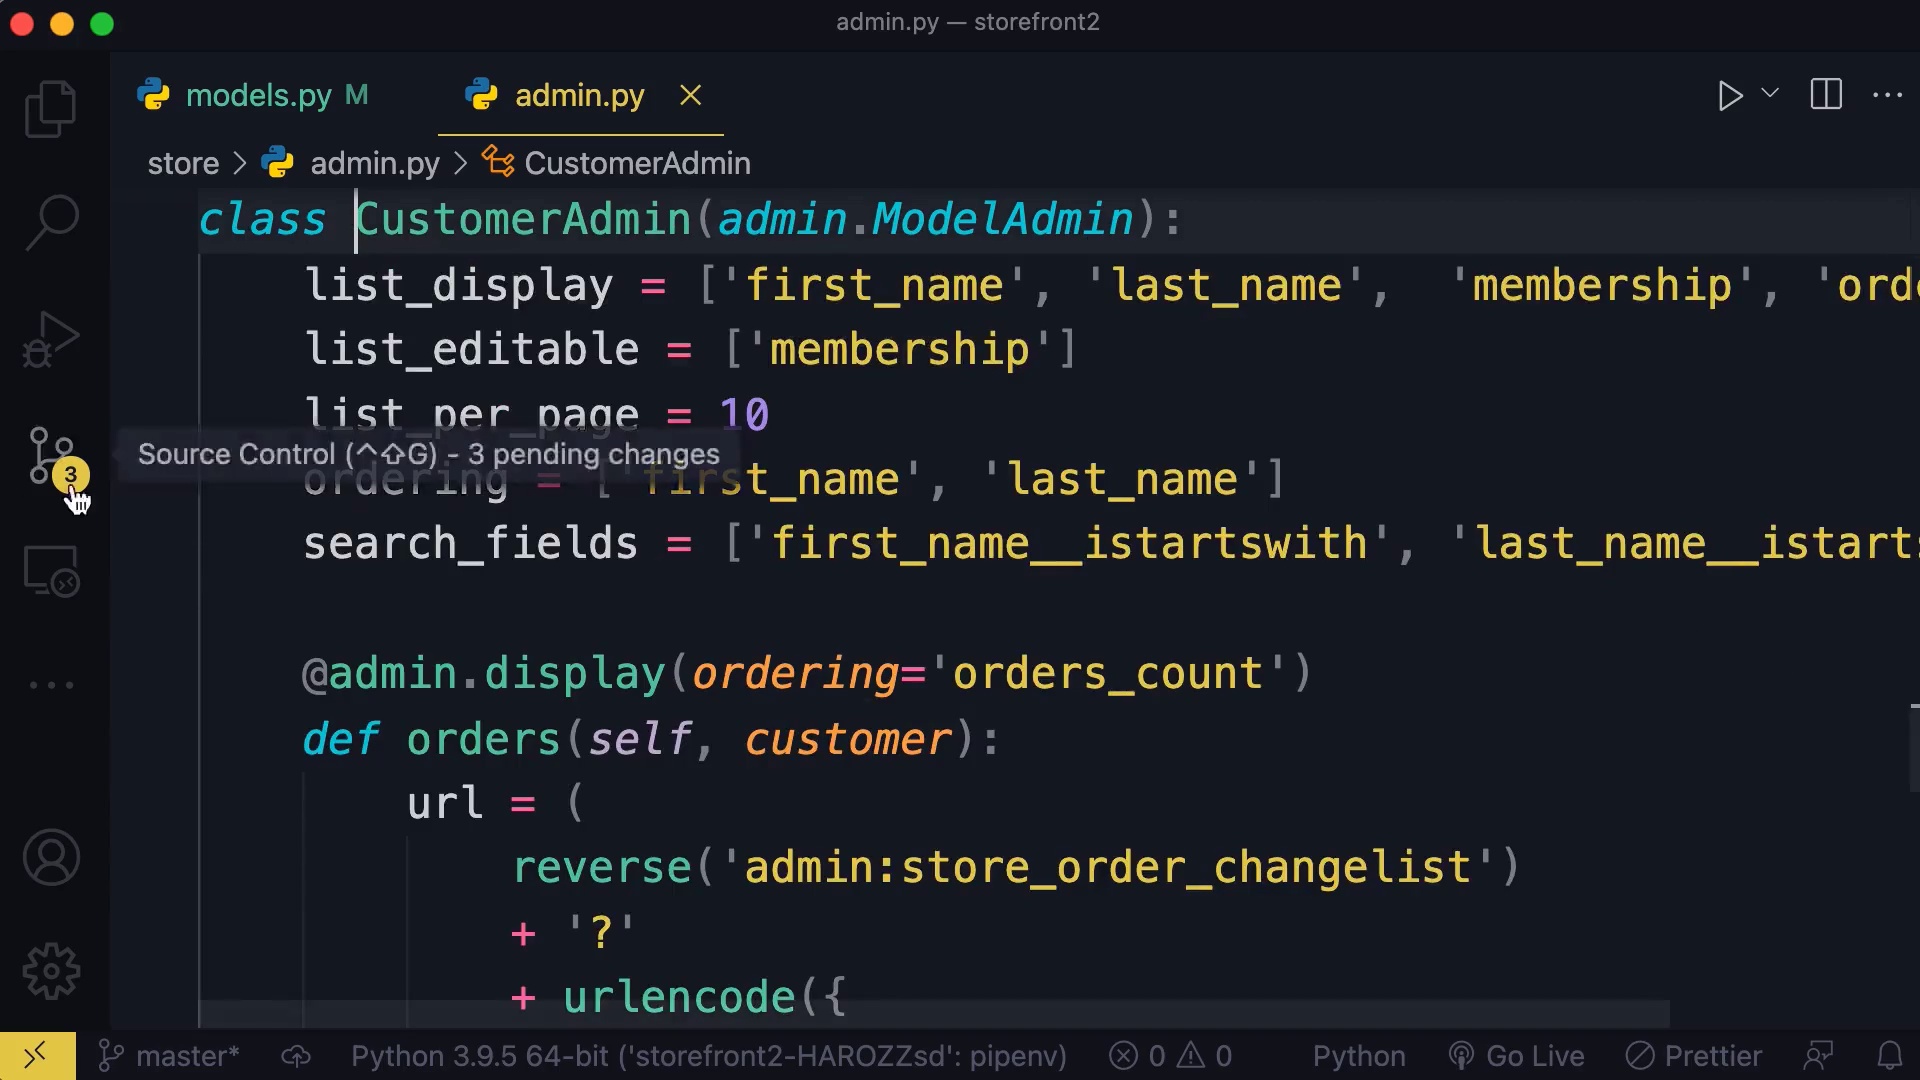 admin.py — storefront2
models.py M
admin.py
store > admin.py > CustomerAdmin
class CustomerAdmin(admin.ModelAdmin):
list_display = ['first_name', 'last_name', 'membership', 'orde
list_editable = ['membership']
list_per_page = 10
Source Control (^⇧G) - 3 pending changes
3
ordering = ['first_name', 'last_name']
search_fields = ['first_name__istartswith', 'last_name__istarts
@admin.display(ordering='orders_count')
def orders(self, customer):
url = (
reverse('admin:store_order_changelist')
+ '?'
+ urlencode({
master* Python 3.9.5 64-bit ('storefront2-HAROZZsd': pipenv) 0 0 Python Go Live Prettier